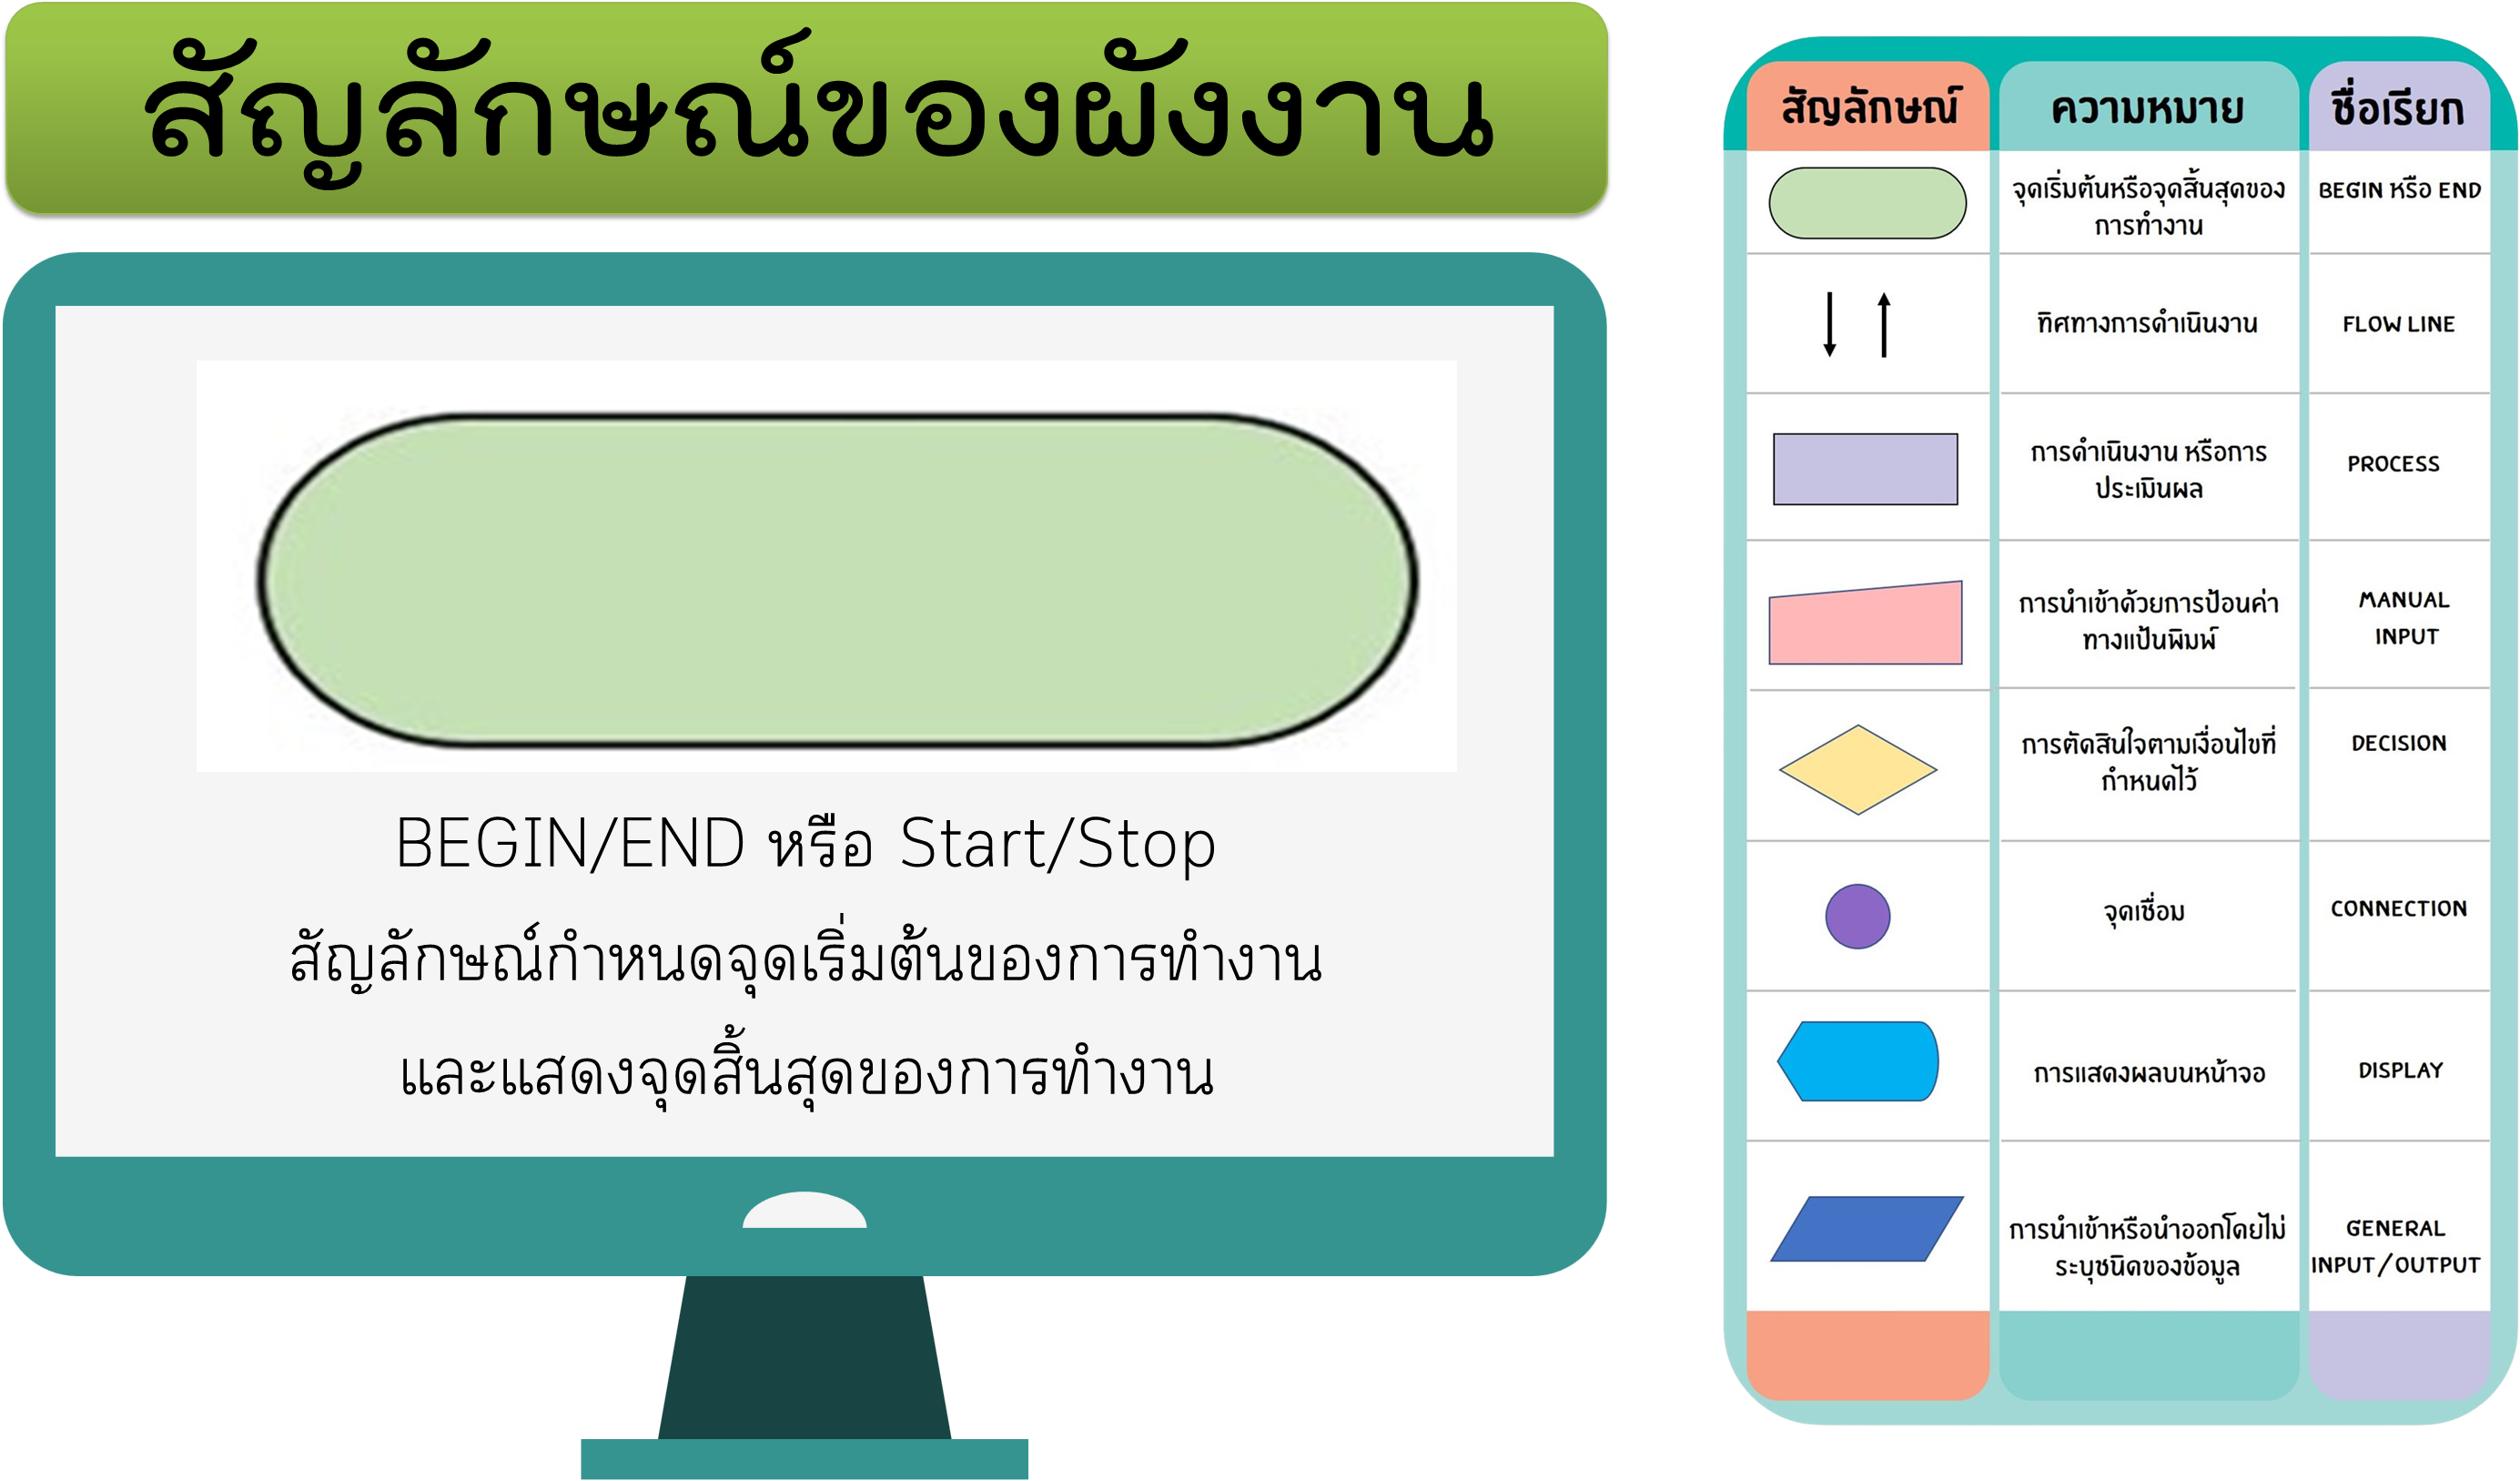 สัญลักษณ์ของผังงาน
BEGIN/END หรือ Start/Stop
สัญลักษณ์กำหนดจุดเริ่มต้นของการทำงาน
และแสดงจุดสิ้นสุดของการทำงาน
สัญลักษณ์ ความหมาย ชื่อเรียก
จุดเริ่มต้นหรือจุดสิ้นสุดของ
การทำงาน
BEGIN หรือ END
ทิศทางการดำเนินงาน
FLOW LINE
การดำเนินงาน หรือการ
ประเมินผล
PROCESS
การนำเข้าด้วยการป้อนค่า
ทางแป้นพิมพ์
MANUAL
INPUT
การตัดสินใจตามเงื่อนไขที่
กำหนดไว้
DECISION
จุดเชื่อม
CONNECTION
การแสดงผลบนหน้าจอ
DISPLAY
การนำเข้าหรือนำออกโดยไม่
ระบุชนิดของข้อมูล
GENERAL
INPUT/OUTPUT